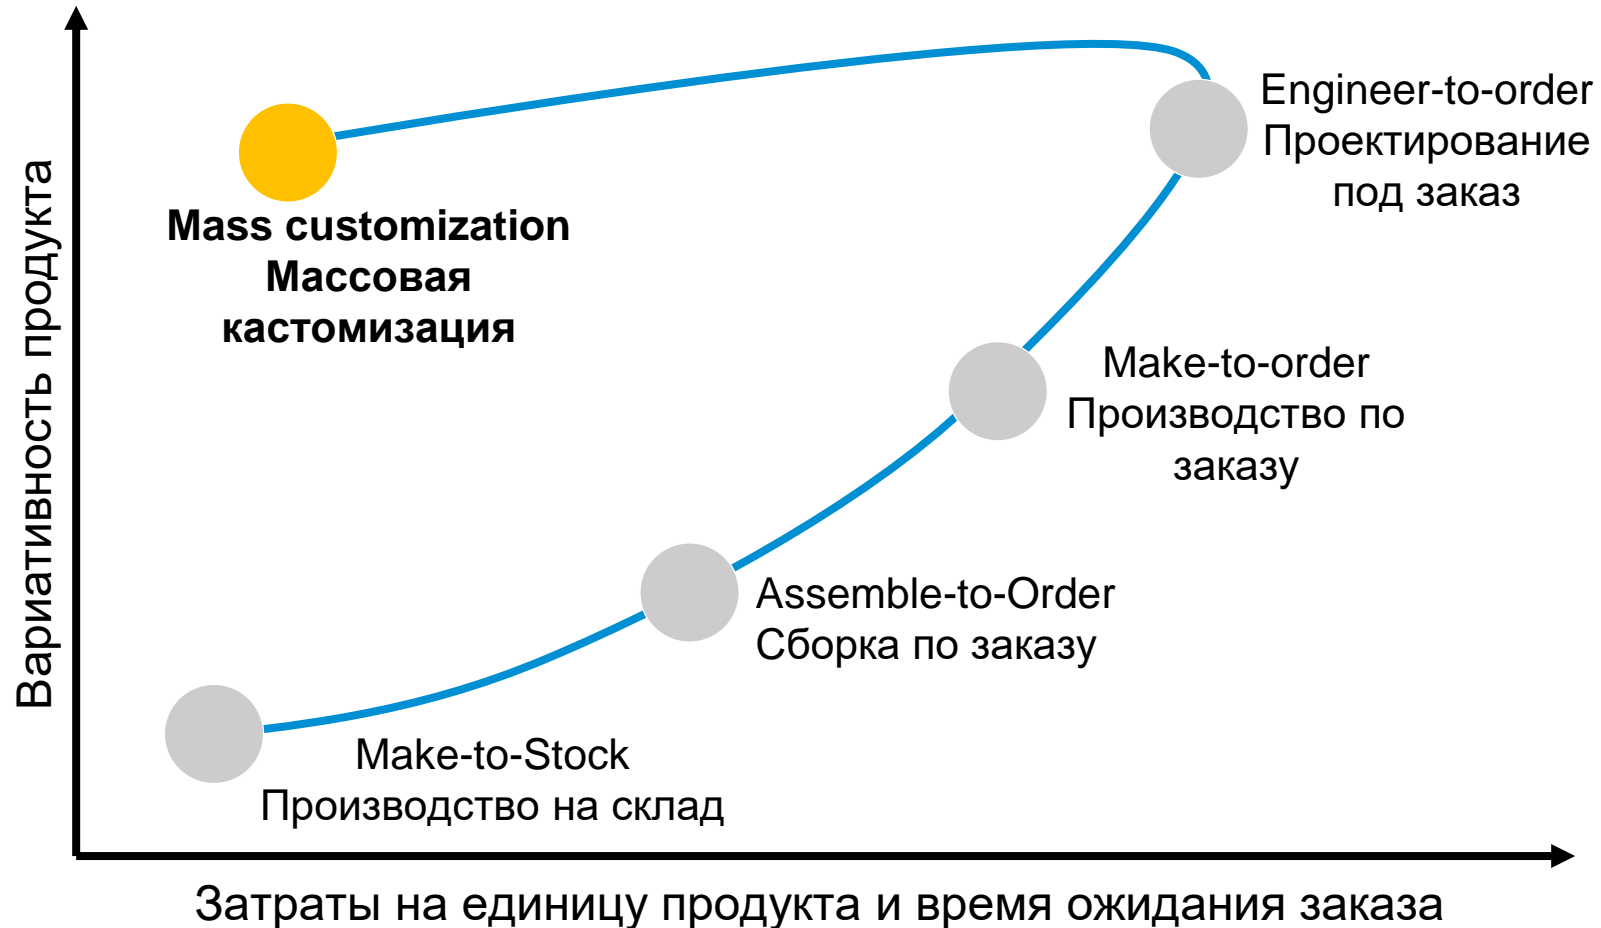 Вариативность продукта
Engineer-to-order
Проектирование
под заказ
Mass customization
Массовая
кастомизация
Make-to-order
Производство по
заказу
Assemble-to-Order
Сборка по заказу
Make-to-Stock
Производство на склад
Затраты на единицу продукта и время ожидания заказа